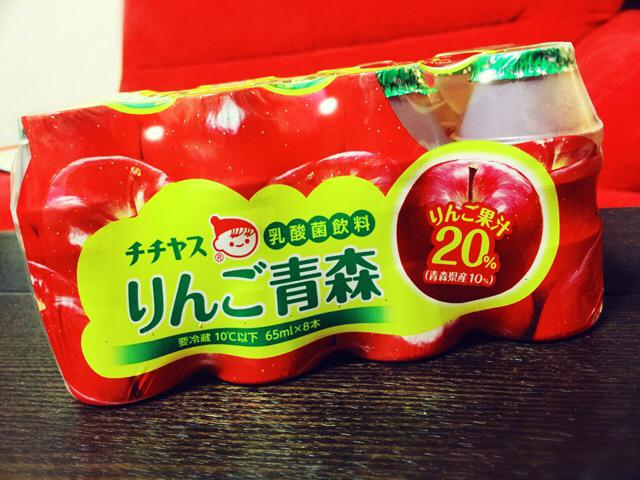 チチヤス®
乳酸菌飲料
りんご青森
要冷蔵 10℃以下 65ml×8本
りんご果汁
20%
(青森県産10%)